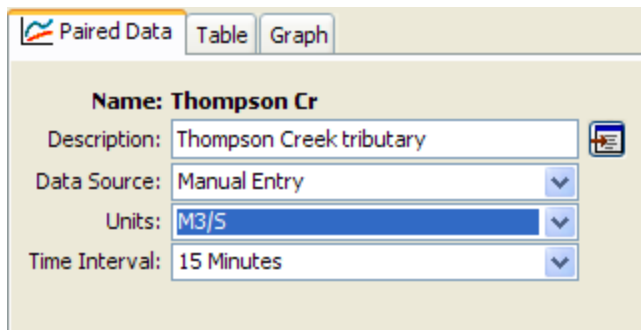 Paired Data Table Graph
Name: Thompson Cr
Description: Thompson Creek tributary
Data Source: Manual Entry
Units: M3/S
Time Interval: 15 Minutes